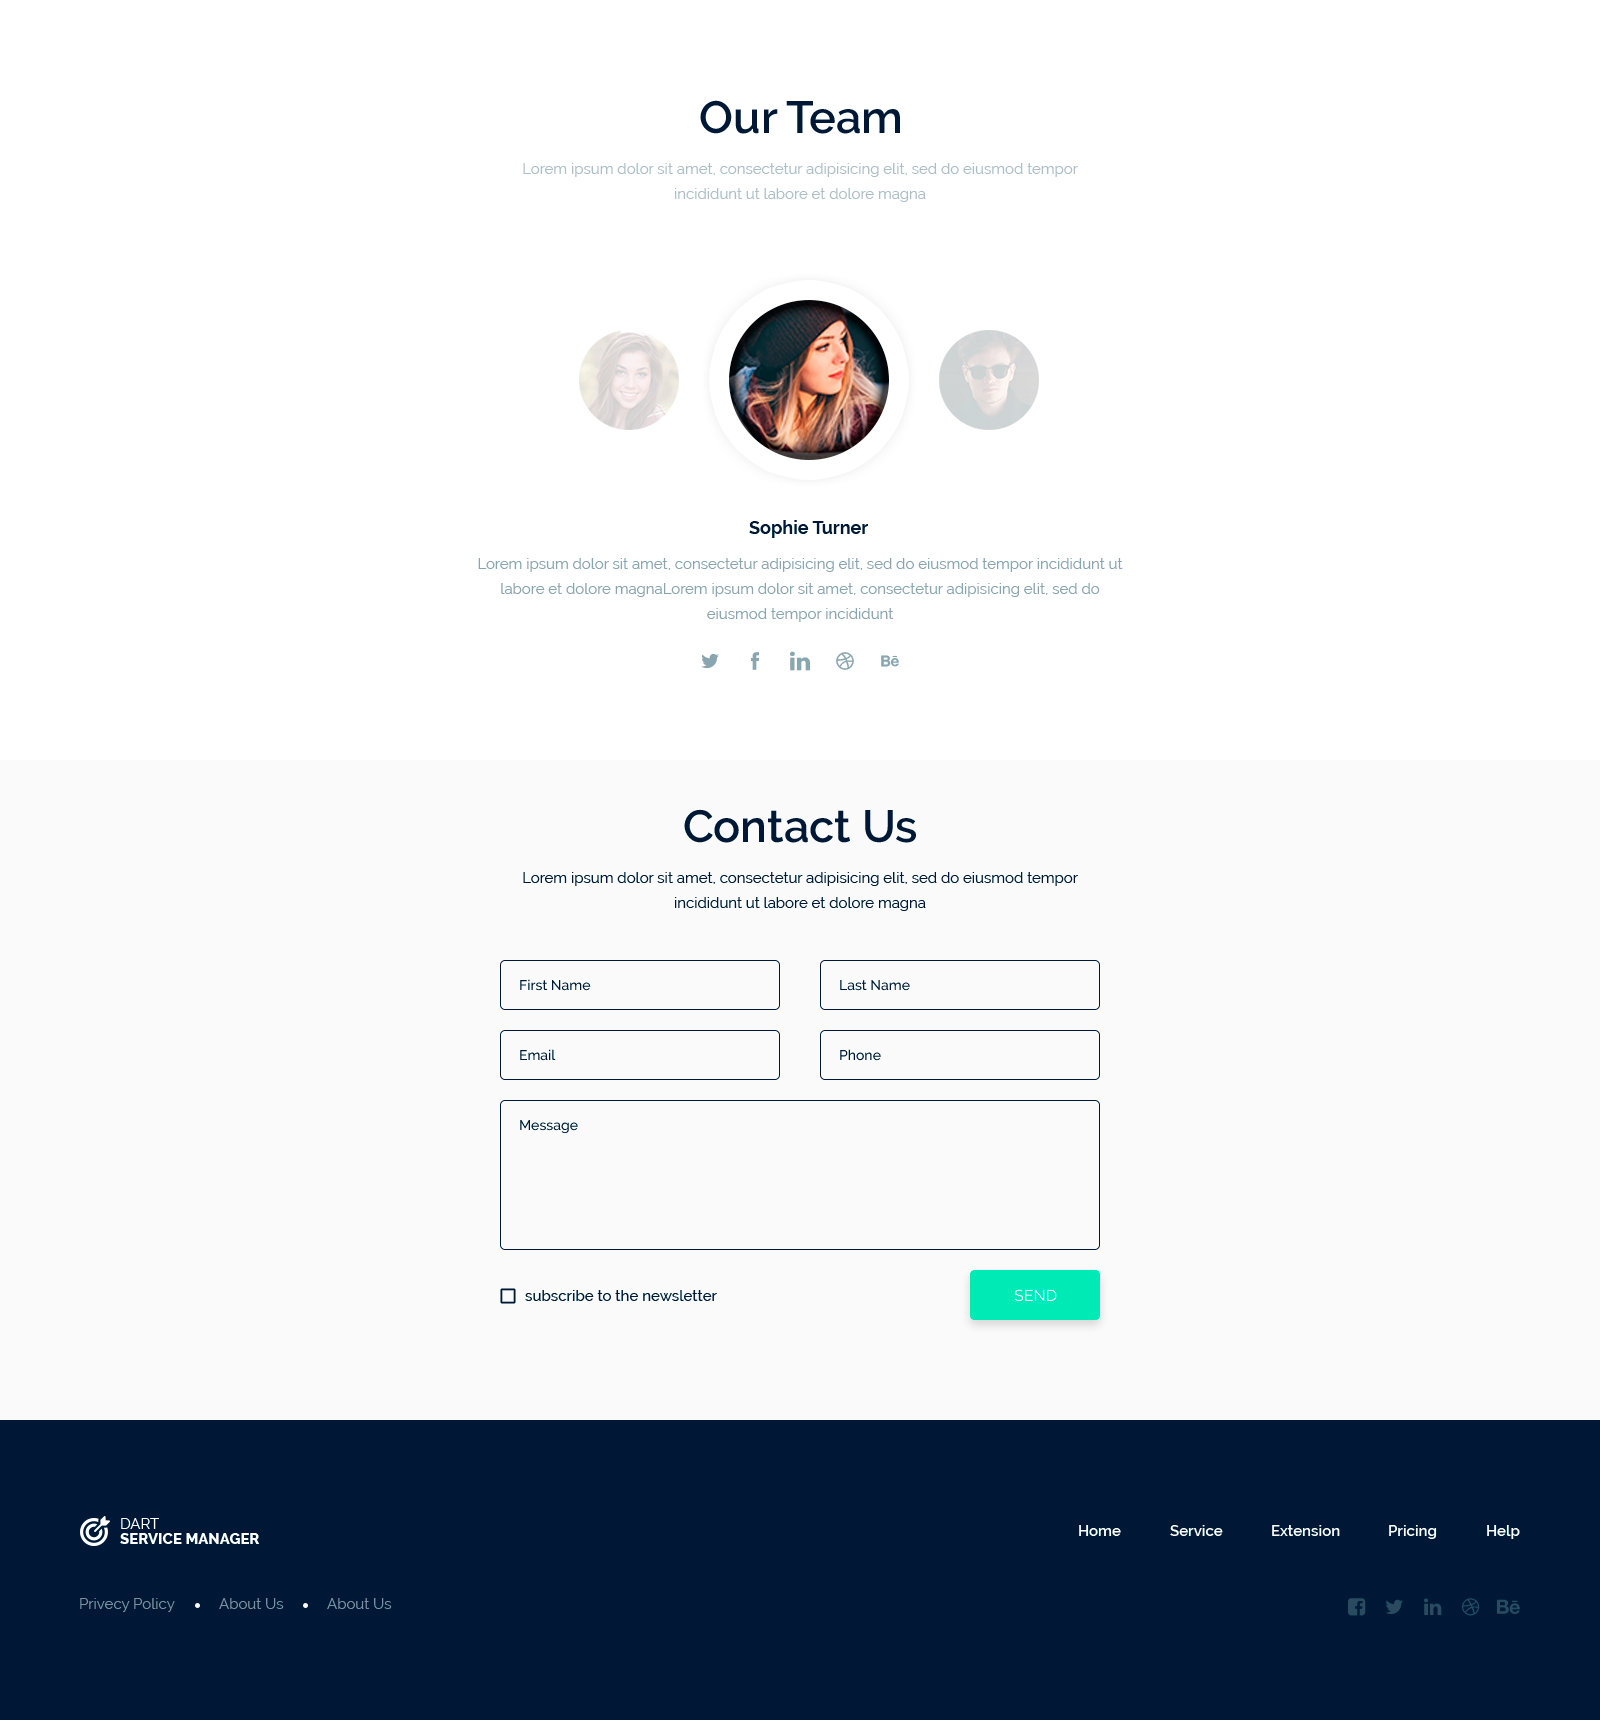 Our Team
Lorem ipsum dolor sit amet, consectetur adipisicing elit, sed do eiusmod tempor
incididunt ut labore et dolore magna
Sophie Turner
Lorem ipsum dolor sit amet, consectetur adipisicing elit, sed do eiusmod tempor incididunt ut
labore et dolore magnaLorem ipsum dolor sit amet, consectetur adipisicing elit, sed do
eiusmod tempor incididunt
Bē
Contact Us
Lorem ipsum dolor sit amet, consectetur adipisicing elit, sed do eiusmod tempor
incididunt ut labore et dolore magna
First Name
Last Name
Email
Phone
Message
subscribe to the newsletter
SEND
DART
SERVICE MANAGER
Home Service Extension Pricing Help
Privecy Policy • About Us • About Us
Bē